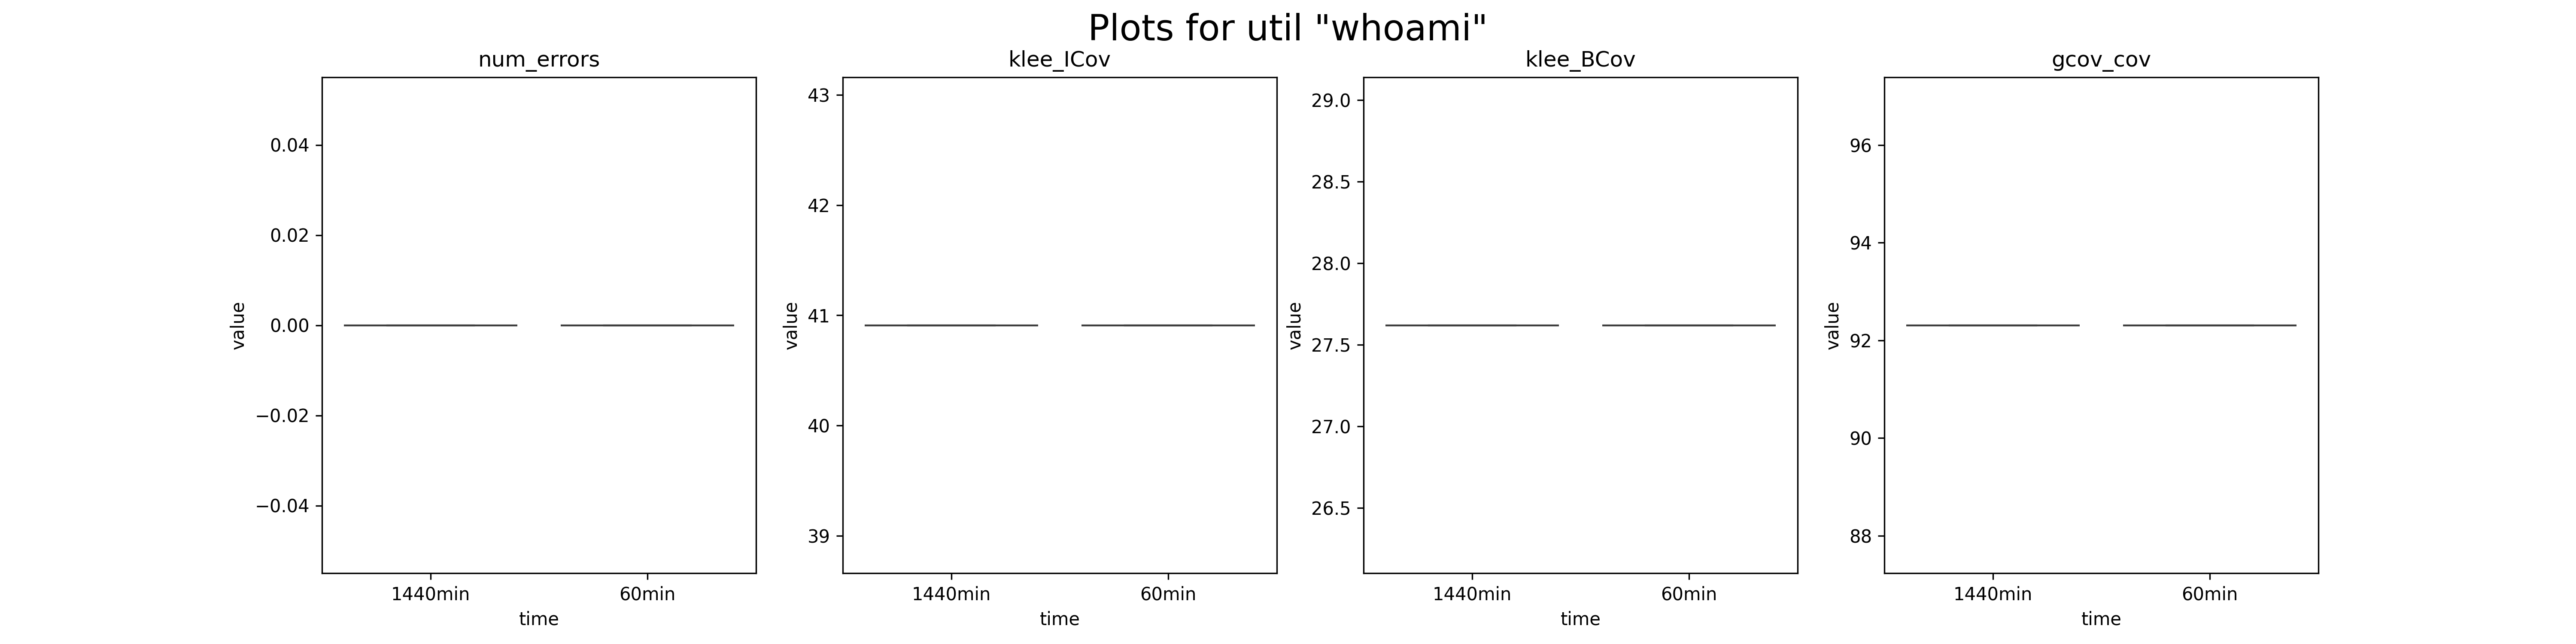 Plots for util "whoami"
num_errors
0.04
0.02
0.00
−0.02
−0.04
value
1440min
60min
time
klee_ICov
43
42
41
40
39
value
1440min
60min
time
klee_BCov
29.0
28.5
28.0
27.5
27.0
26.5
value
1440min
60min
time
gcov_cov
96
94
92
90
88
value
1440min
60min
time